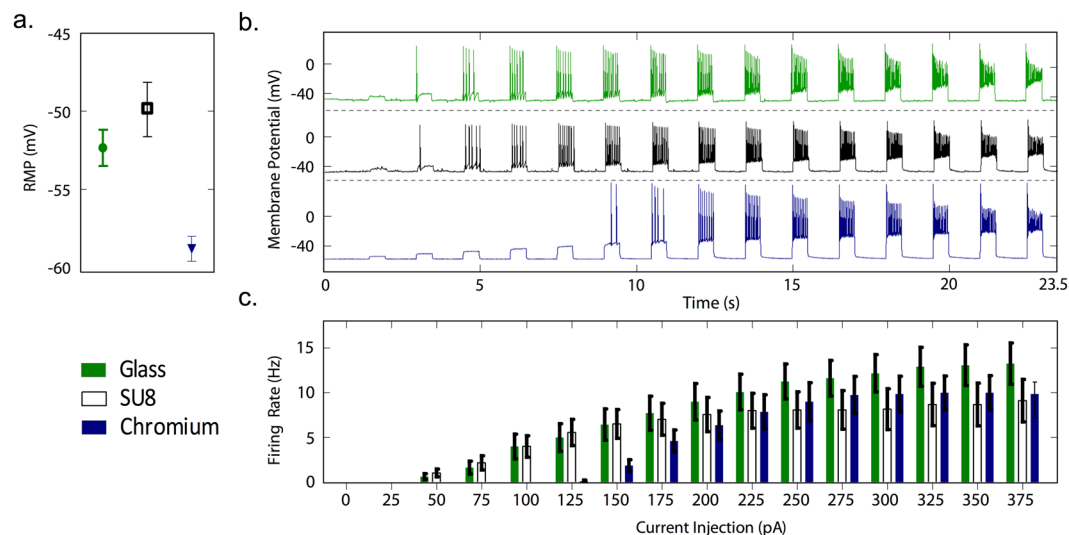 a.
-45
-50
-55
-60
RMP (mV)
b.
0
-40
0
-40
0
-40
Membrane Potential (mV)
0 5 10 15 20 23.5
Time (s)
Glass
SU8
Chromium
c.
15
10
5
0
Firing Rate (Hz)
0 25 50 75 100 125 150 175 200 225 250 275 300 325 350 375
Current Injection (pA)